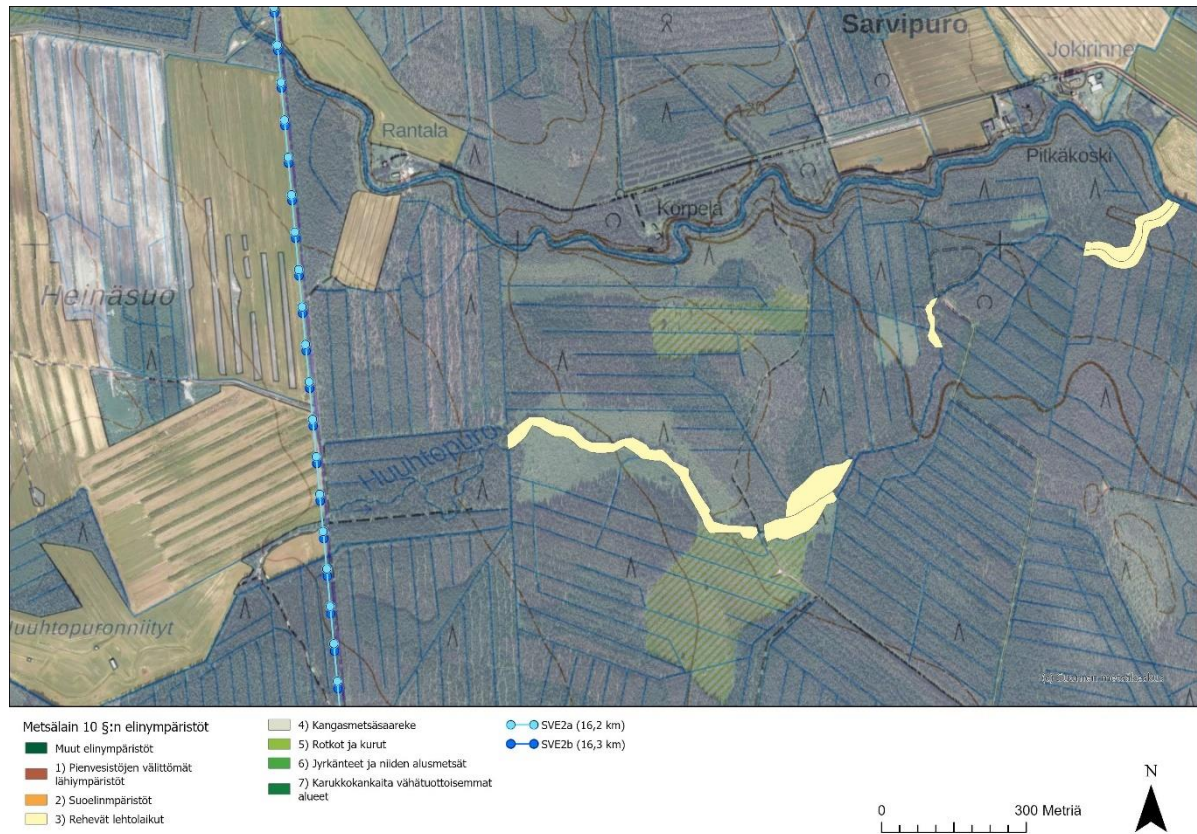 Sarvipuro
Jokirinne
125
Rantala
Pitkäkoski
Korpela
Heinäsuo
Huuhtopuro
Huuhtopuronniityt
Metsälain 10 §:n elinympäristöt
Muut elinympäristöt
1) Pienvesistöjen välittömät
lähiympäristöt
2) Suoelinmpäristöt
3) Rehevät lehtolaikut
4) Kangasmetsäsaareke
5) Rotkot ja kurut
6) Jyrkänteet ja niiden alusmetsät
7) Karukkokankaita vähätuottoisemmat
alueet
SVE2a (16,2 km)
SVE2b (16,3 km)
0 300 Metriä
N